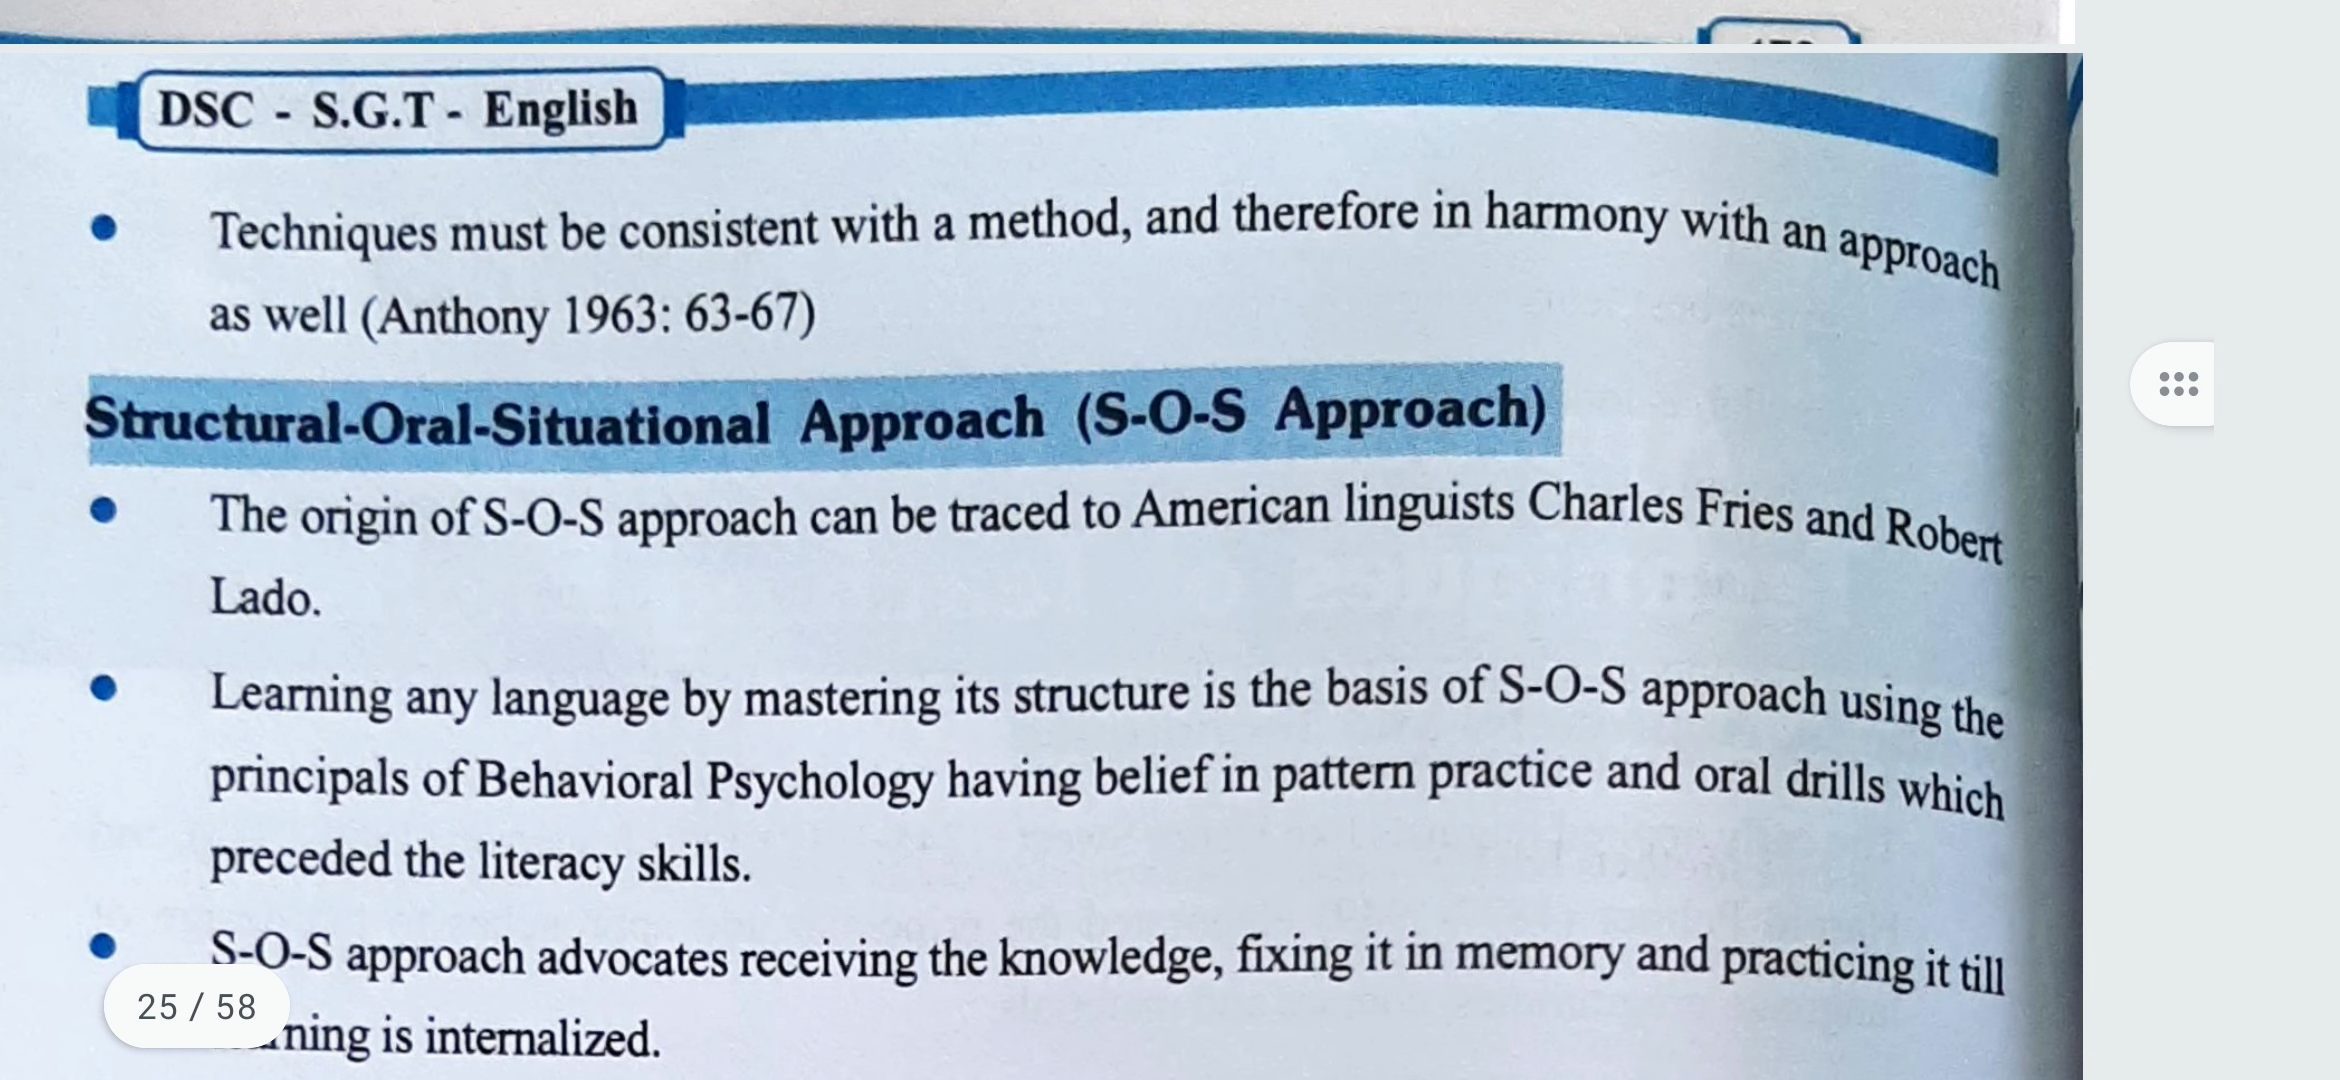 DSC - S.G.T - English
● Techniques must be consistent with a method, and therefore in harmony with an approach
as well (Anthony 1963: 63-67)
Structural-Oral-Situational Approach (S-O-S Approach)
● The origin of S-O-S approach can be traced to American linguists Charles Fries and Robert
Lado.
● Learning any language by mastering its structure is the basis of S-O-S approach using the
principals of Behavioral Psychology having belief in pattern practice and oral drills which
preceded the literacy skills.
● S-O-S approach advocates receiving the knowledge, fixing it in memory and practicing it till
rning is internalized.
25 / 58